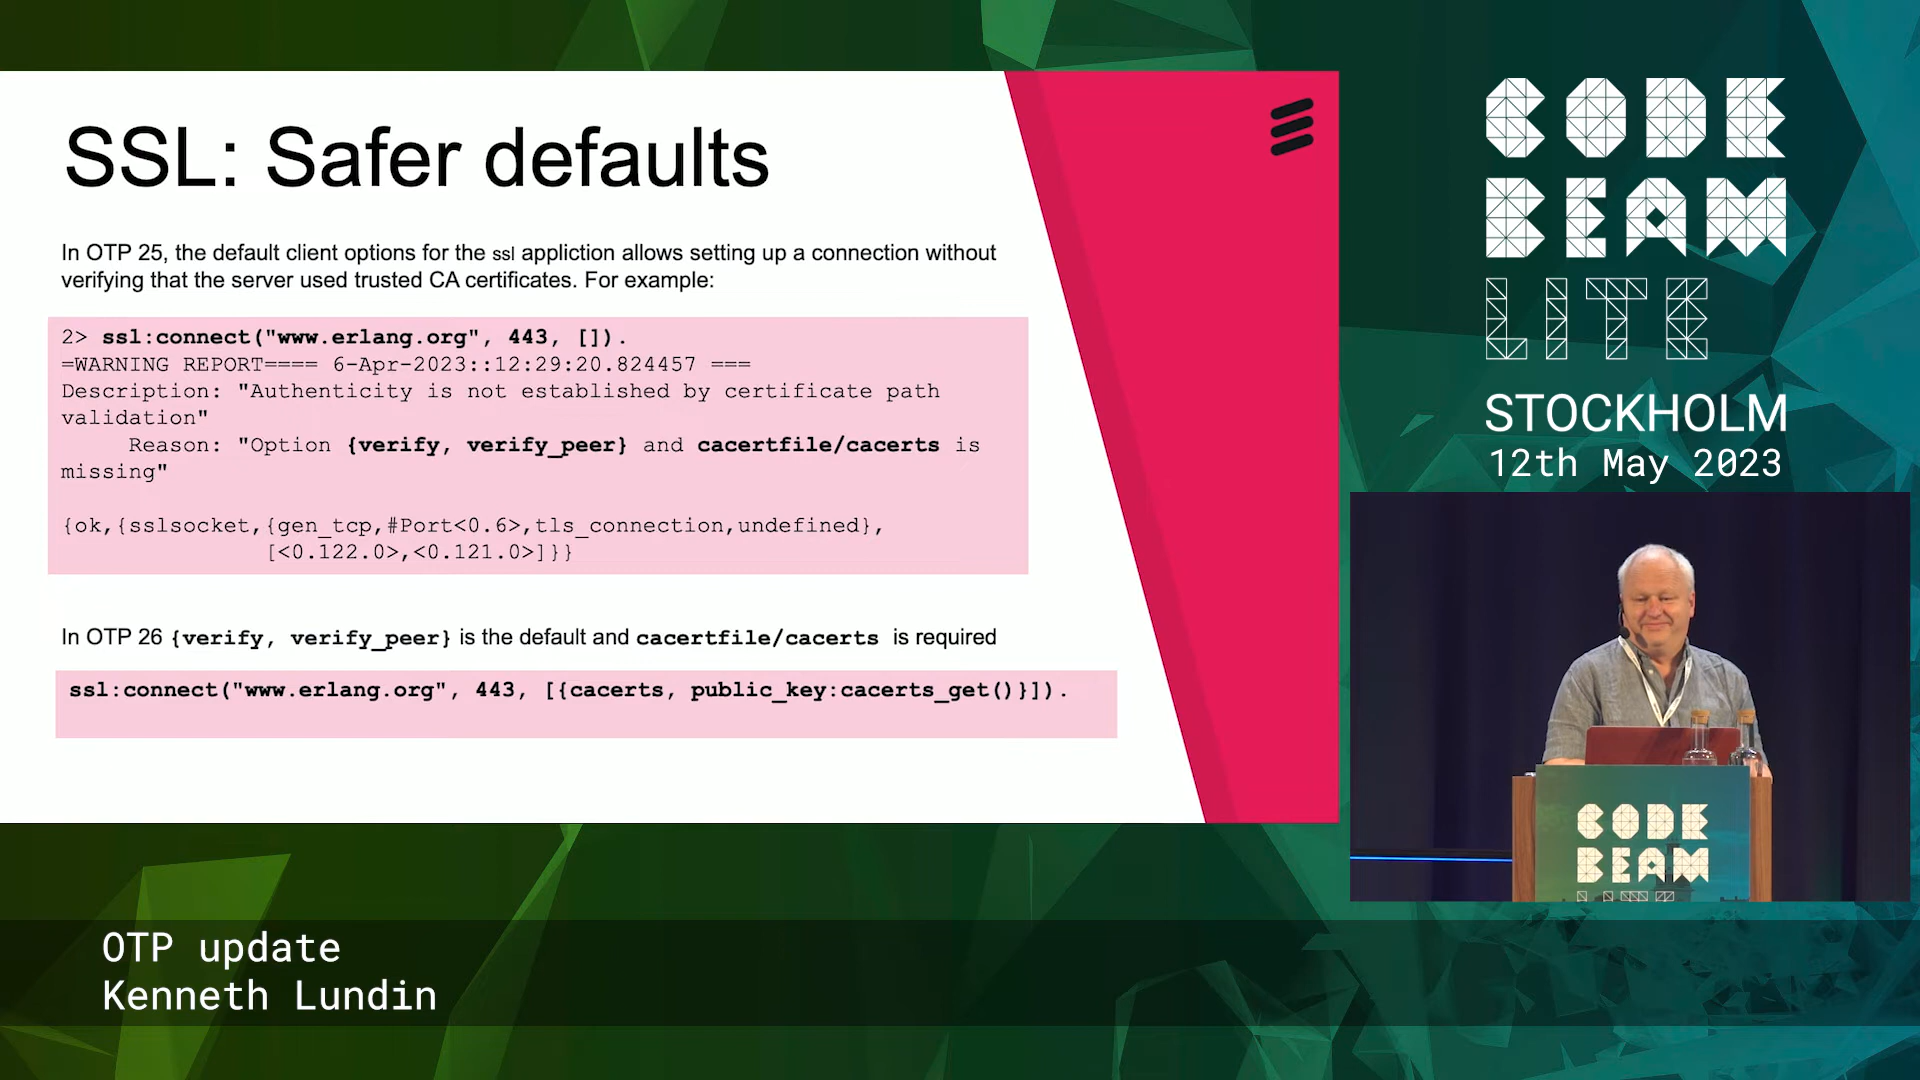 SSL: Safer defaults
In OTP 25, the default client options for the ssl appliction allows setting up a connection without
verifying that the server used trusted CA certificates. For example:
2> ssl:connect("www.erlang.org", 443, []).
=WARNING REPORT==== 6-Apr-2023::12:29:20.824457 ===
Description: "Authenticity is not established by certificate path
validation"
Reason: "Option {verify, verify_peer} and cacertfile/cacerts is
missing"
{ok,{sslsocket,{gen_tcp,#Port<0.6>,tls_connection,undefined},
[<0.122.0>,<0.121.0>]}}
In OTP 26 {verify, verify_peer} is the default and cacertfile/cacerts is required
ssl:connect("www.erlang.org", 443, [{cacerts, public_key:cacerts_get()}]).
CODE
BEAM
LITE
STOCKHOLM
12th May 2023
CODE
BEAM
OTP update
Kenneth Lundin